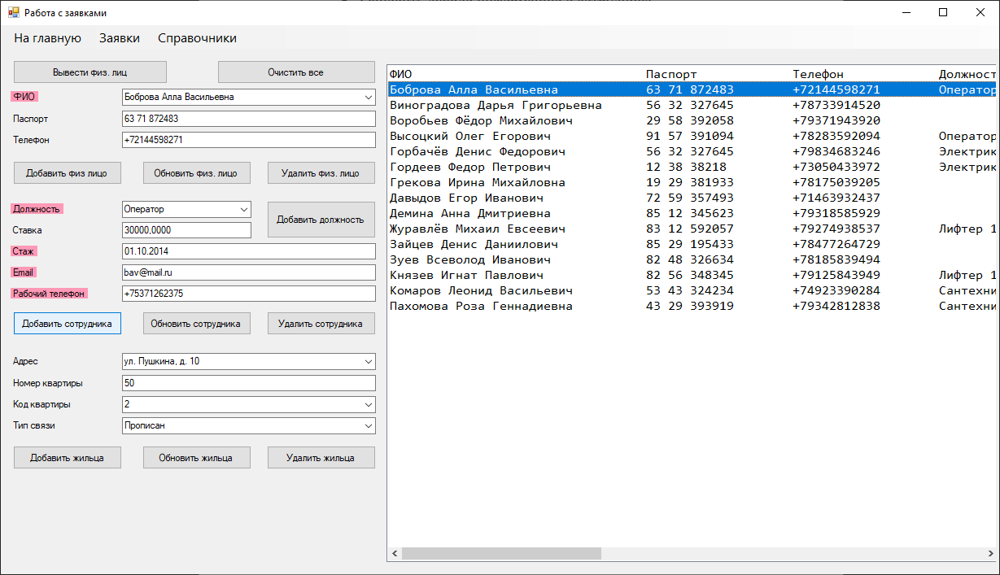 Работа с заявками
На главную Заявки Справочники
Вывести физ. лиц Очистить все
ФИО Боброва Алла Васильевна
Паспорт 63 71 872483
Телефон +72144598271
Добавить физ лицо Обновить физ. лицо Удалить физ. лицо
Должность Оператор Добавить должность
Ставка 30000,0000
Стаж 01.10.2014
Email bav@mail.ru
Рабочий телефон +75371262375
Добавить сотрудника Обновить сотрудника Удалить сотрудника
Адрес ул. Пушкина, д. 10
Номер квартиры 50
Код квартиры 2
Тип связи Прописан
Добавить жильца Обновить жильца Удалить жильца
ФИО Паспорт Телефон Должност
Боброва Алла Васильевна 63 71 872483 +72144598271 Оператор
Виноградова Дарья Григорьевна 56 32 327645 +78733914520
Воробьев Фёдор Михайлович 29 58 392058 +79371943920
Высоцкий Олег Егорович 91 57 391094 +78283592094 Оператор
Горбачёв Денис Федорович 56 32 327645 +79834683246 Электрик
Гордеев Федор Петрович 12 38 38218 +73050433972 Электрик
Грекова Ирина Михайловна 19 29 381933 +78175039205
Давыдов Егор Иванович 72 59 357493 +71463932437
Демина Анна Дмитриевна 85 12 345623 +79318585929
Журавлёв Михаил Евсеевич 83 12 592057 +79274938537 Лифтер 1
Зайцев Денис Даниилович 85 29 195433 +78477264729
Зуев Всеволод Иванович 82 48 326634 +78185839494
Князев Игнат Павлович 82 56 348345 +79125843949 Лифтер 1
Комаров Леонид Васильевич 53 43 324234 +74923390284 Сантехни
Пахомова Роза Геннадиевна 43 29 393919 +79342812838 Сантехни